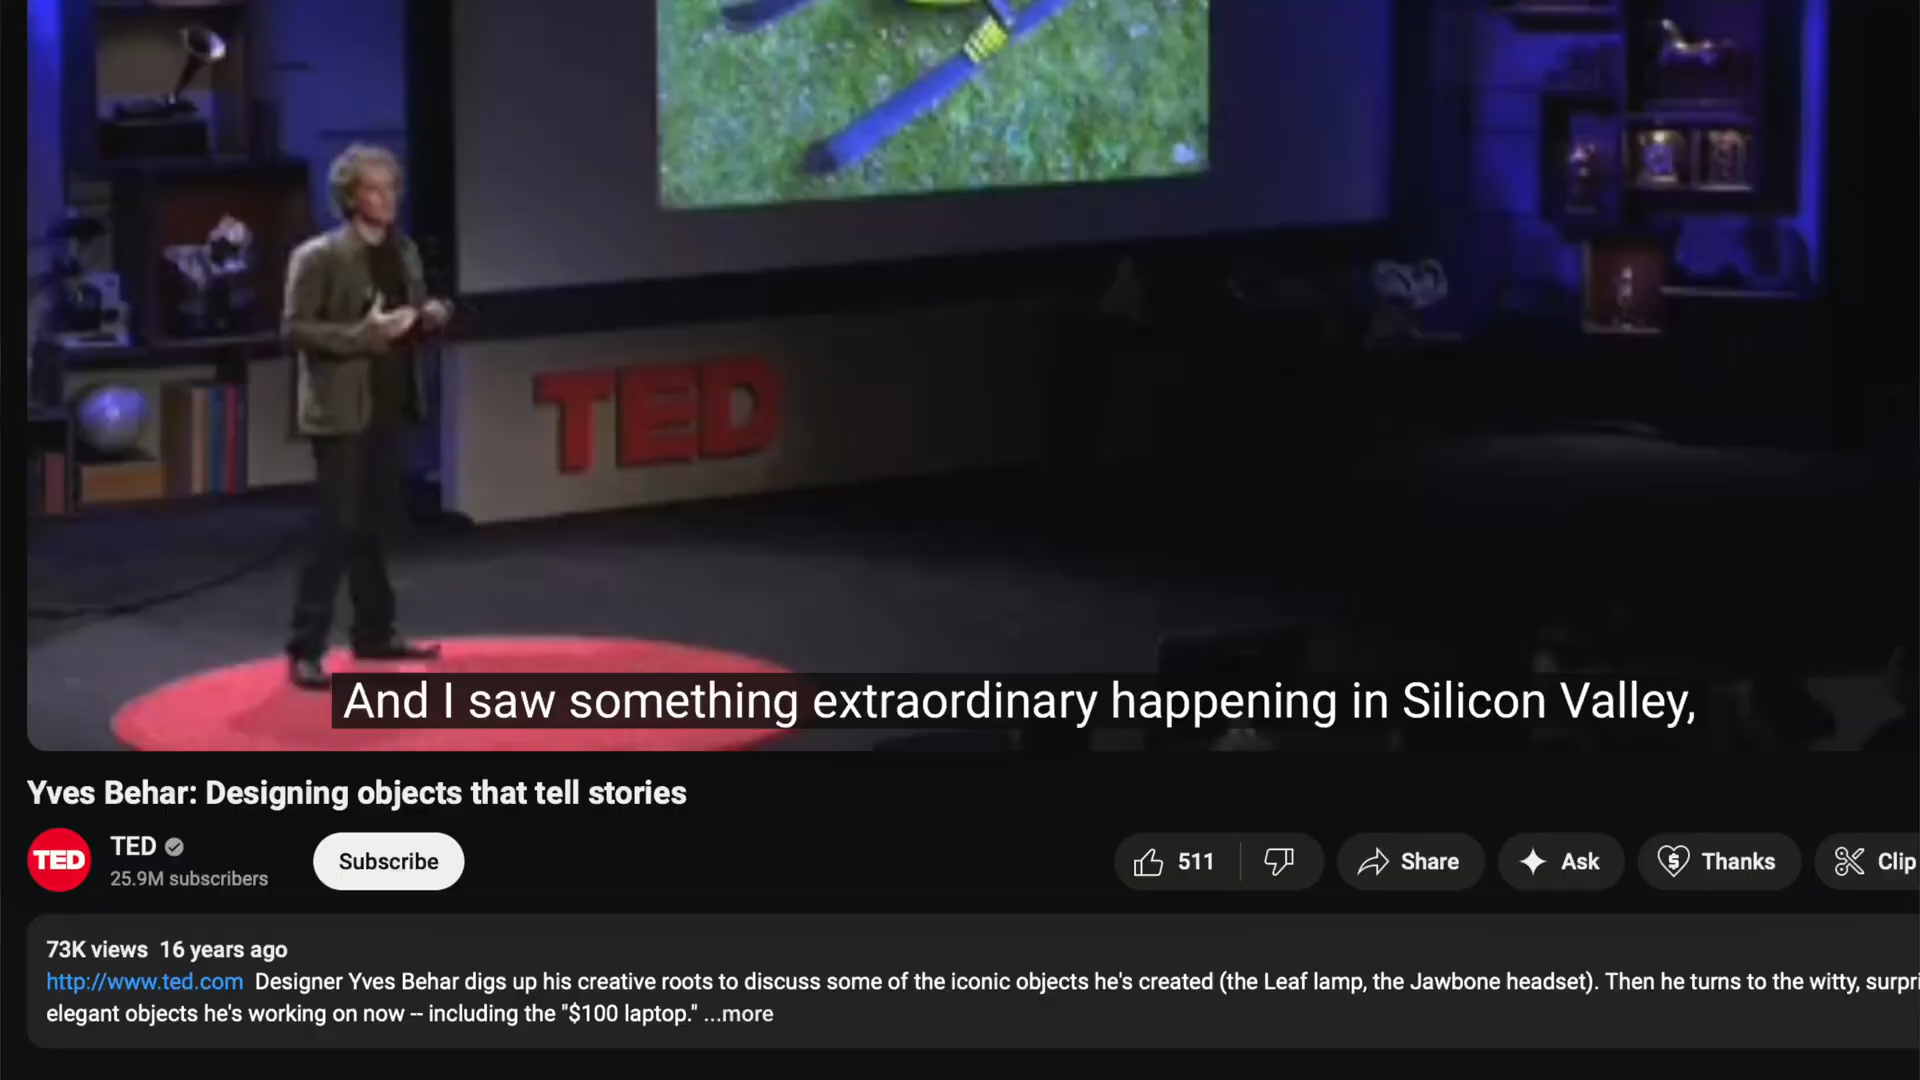 TED
And I saw something extraordinary happening in Silicon Valley,
Yves Behar: Designing objects that tell stories
TED
TED
25.9M subscribers
Subscribe
511
Share
Ask
Thanks
Clip
73K views 16 years ago
http://www.ted.com Designer Yves Behar digs up his creative roots to discuss some of the iconic objects he's created (the Leaf lamp, the Jawbone headset). Then he turns to the witty, surpri
elegant objects he's working on now -- including the "$100 laptop." ...more